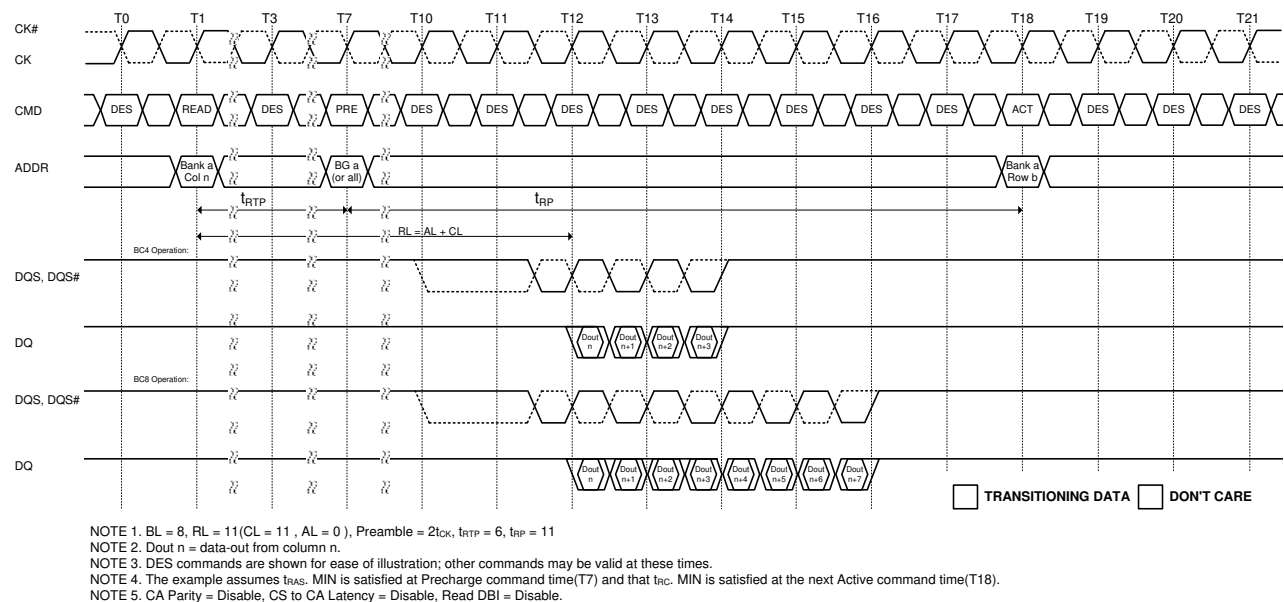 T0 T1 T3 T7 T10 T11 T12 T13 T14 T15 T16 T17 T18 T19 T20 T21
CK#
CK
CMD DES READ DES PRE DES DES DES DES DES DES DES DES ACT DES DES DES
ADDR
Bank a
Col n
BG a
(or all)
Bank a
Row b
tRTP tRP
RL = AL + CL
BC4 Operation:
DQS, DQS#
DQ
Dout n Dout n+1 Dout n+2 Dout n+3
BC8 Operation:
DQS, DQS#
DQ
Dout n Dout n+1 Dout n+2 Dout n+3 Dout n+4 Dout n+5 Dout n+6 Dout n+7
TRANSITIONING DATA DON'T CARE
NOTE 1. BL = 8, RL = 11(CL = 11 , AL = 0 ), Preamble = 2tCK, tRTP = 6, tRP = 11
NOTE 2. Dout n = data-out from column n.
NOTE 3. DES commands are shown for ease of illustration; other commands may be valid at these times.
NOTE 4. The example assumes tRAS. MIN is satisfied at Precharge command time(T7) and that tRC. MIN is satisfied at the next Active command time(T18).
NOTE 5. CA Parity = Disable, CS to CA Latency = Disable, Read DBI = Disable.